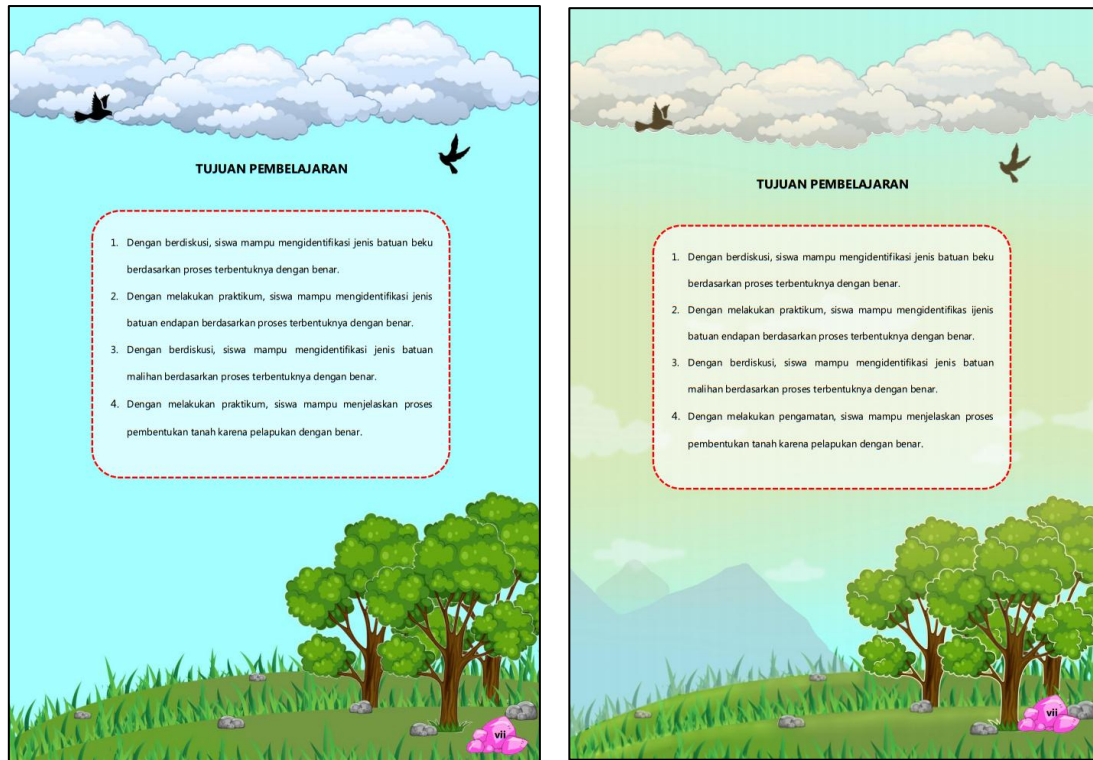 TUJUAN PEMBELAJARAN
1. Dengan berdiskusi, siswa mampu mengidentifikasi jenis batuan beku
berdasarkan proses terbentuknya dengan benar.
2. Dengan melakukan praktikum, siswa mampu mengidentifikasi jenis
batuan endapan berdasarkan proses terbentuknya dengan benar.
3. Dengan berdiskusi, siswa mampu mengidentifikasi jenis batuan
malihan berdasarkan proses terbentuknya dengan benar.
4. Dengan melakukan praktikum, siswa mampu menjelaskan proses
pembentukan tanah karena pelapukan dengan benar.
vii
TUJUAN PEMBELAJARAN
1. Dengan berdiskusi, siswa mampu mengidentifikasi jenis batuan beku
berdasarkan proses terbentuknya dengan benar.
2. Dengan melakukan praktikum, siswa mampu mengidentifikas ijenis
batuan endapan berdasarkan proses terbentuknya dengan benar.
3. Dengan berdiskusi, siswa mampu mengidentifikasi jenis batuan
malihan berdasarkan proses terbentuknya dengan benar.
4. Dengan melakukan pengamatan, siswa mampu menjelaskan proses
pembentukan tanah karena pelapukan dengan benar.
vii